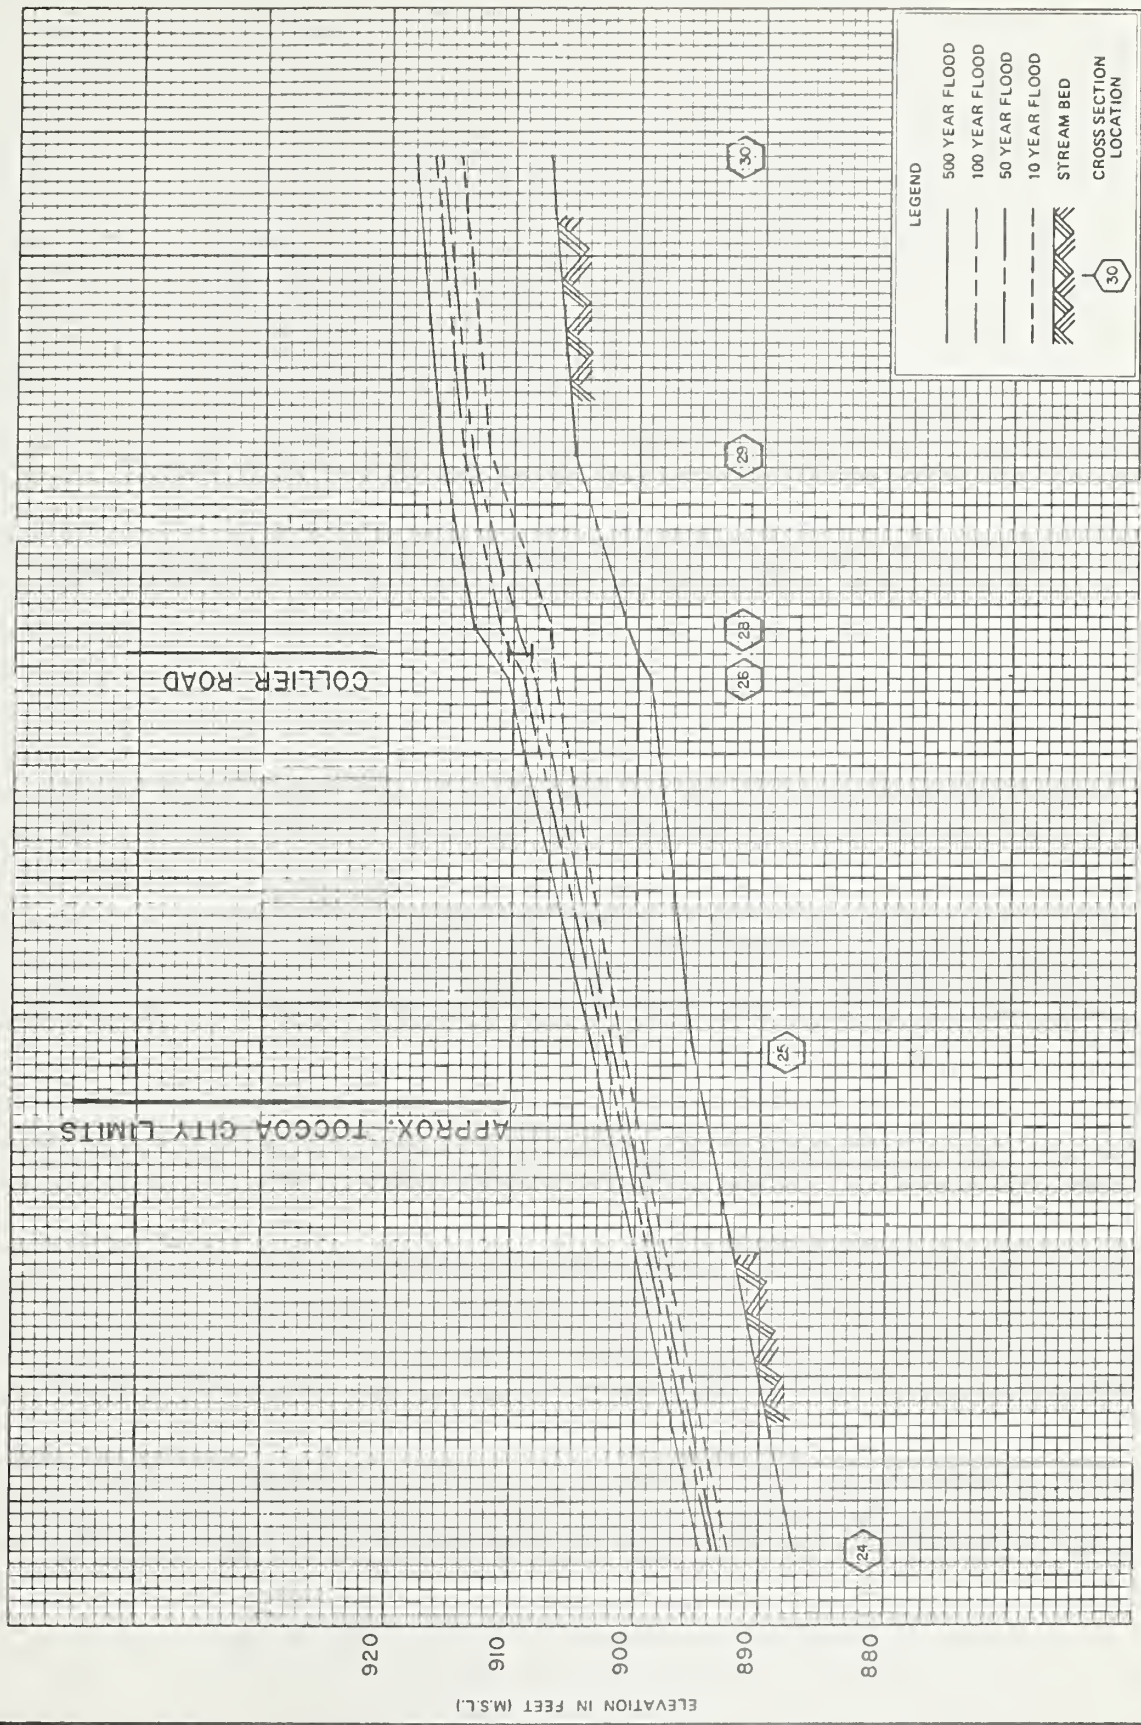 COLLIER ROAD
APPROX. TOCCOA CITY LIMITS
ELEVATION IN FEET (M.S.L.)
920
910
900
890
880
24
25
26
28
29
30
LEGEND
500 YEAR FLOOD
100 YEAR FLOOD
50 YEAR FLOOD
10 YEAR FLOOD
STREAM BED
30
CROSS SECTION
LOCATION